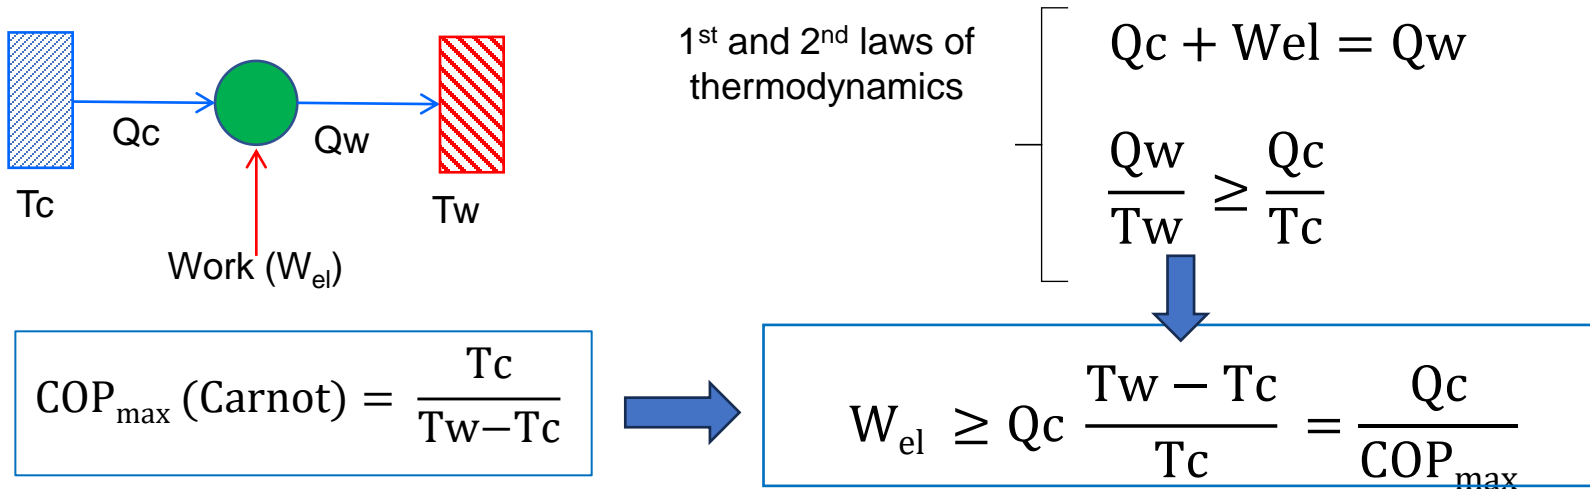 1st and 2nd laws of
thermodynamics
Qc + Wel = Qw
Qw/Tw ≥ Qc/Tc
Qc
Qw
Tc
Tw
Work (Wel)
COPmax (Carnot) = Tc/(Tw−Tc)
Wel ≥ Qc (Tw − Tc)/Tc = Qc/COPmax